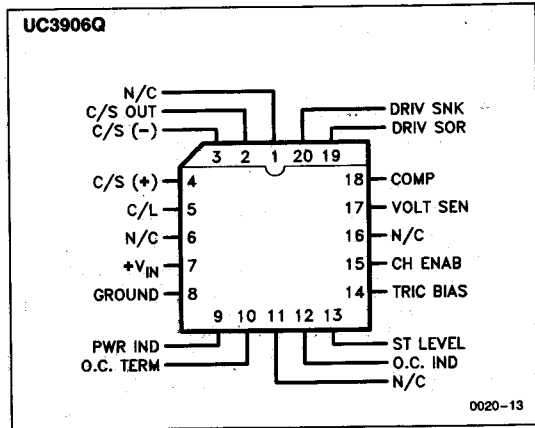 UC3906Q
N/C
C/S OUT
C/S (-)
DRIV SNK
DRIV SOR
3 2 1 20 19
C/S (+) 4
18 COMP
C/L 5
17 VOLT SEN
N/C 6
16 N/C
+VIN 7
15 CH ENAB
GROUND 8
14 TRIC BIAS
9 10 11 12 13
PWR IND
ST LEVEL
O.C. TERM
O.C. IND
N/C
0020-13